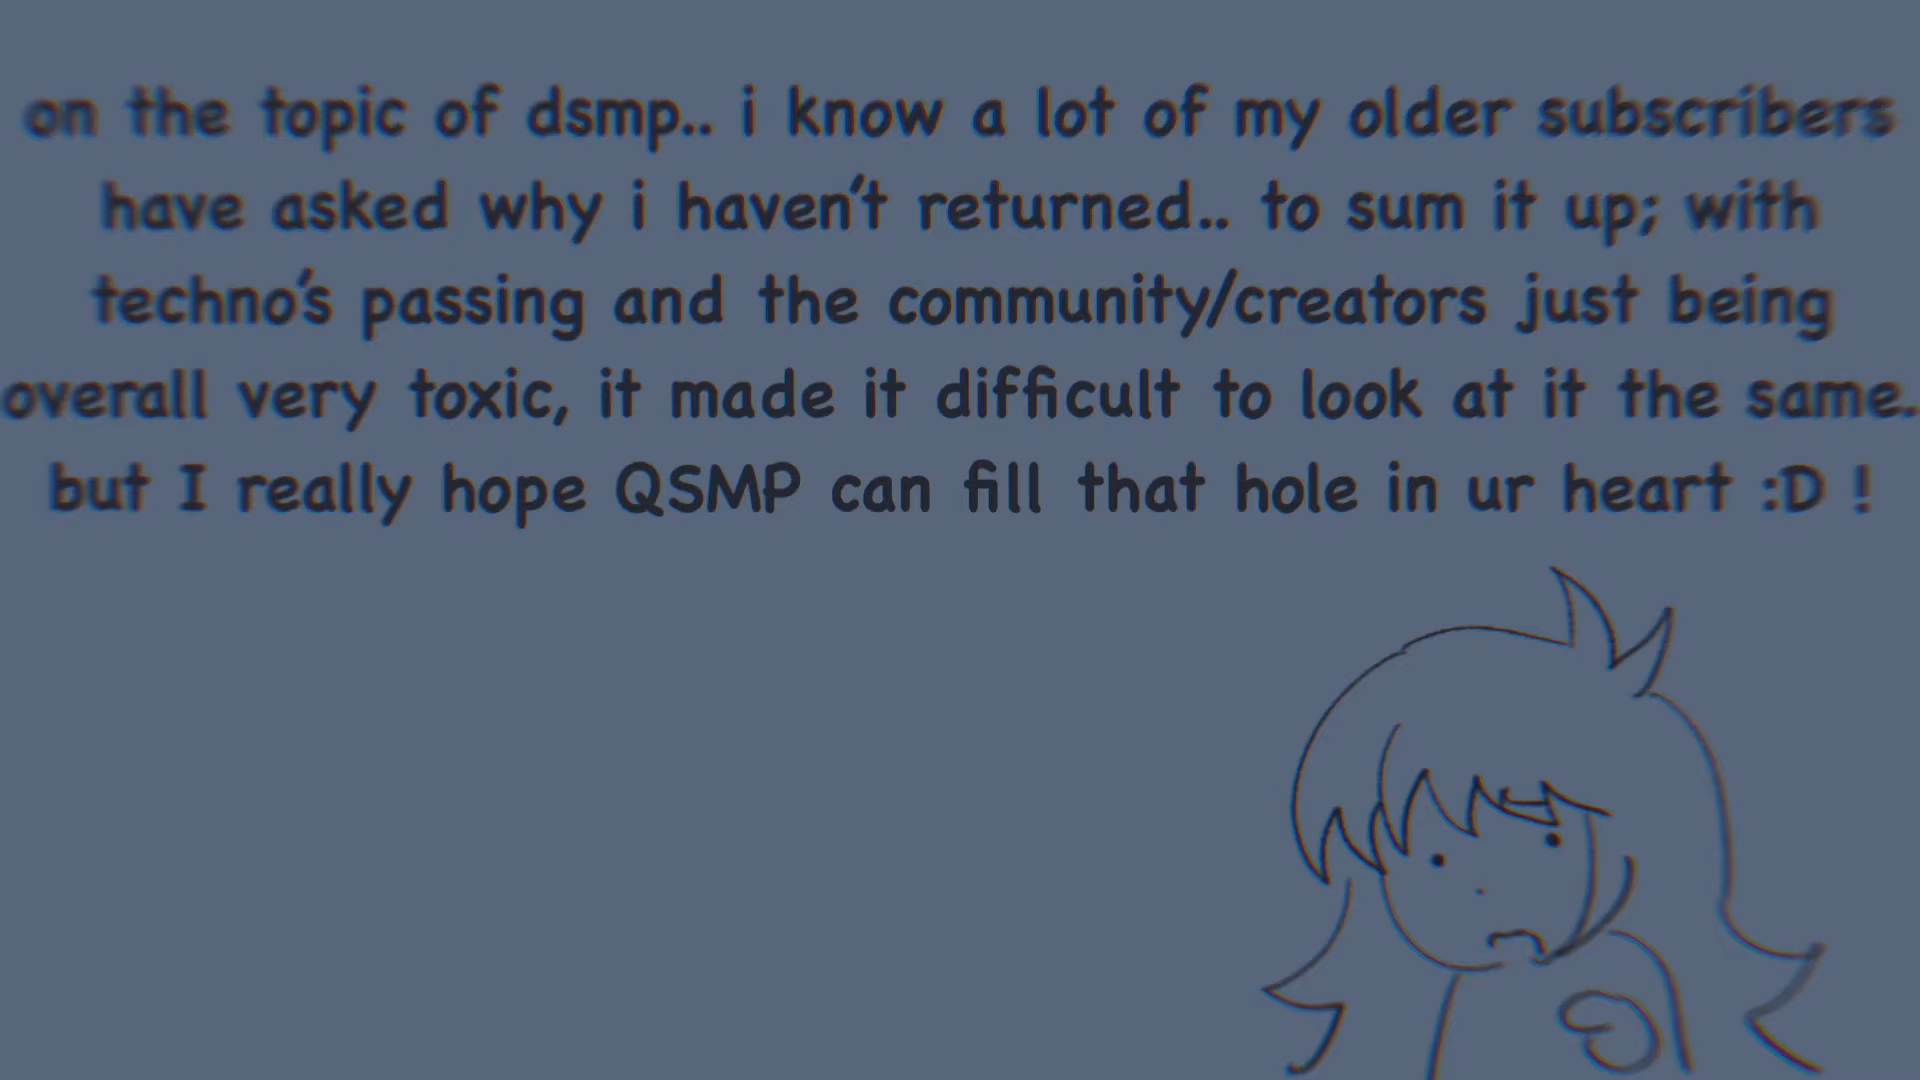 on the topic of dsmp.. i know a lot of my older subscribers
have asked why i haven't returned.. to sum it up; with
techno's passing and the community/creators just being
overall very toxic, it made it difficult to look at it the same.
but I really hope QSMP can fill that hole in ur heart :D !